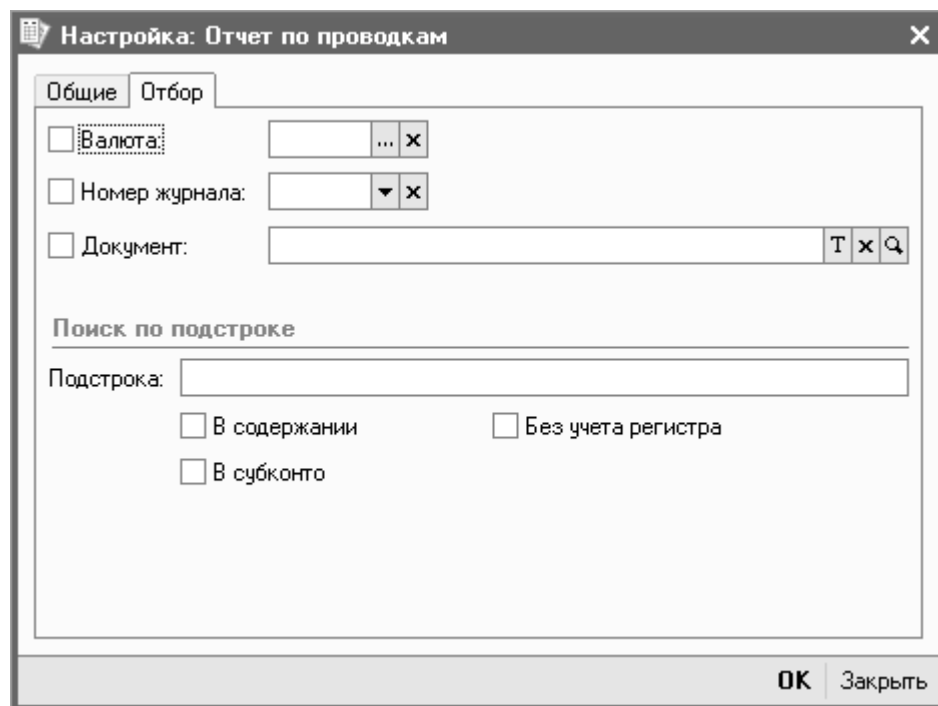 Настройка: Отчет по проводкам
Общие Отбор
Валюта: ...
Номер журнала:
Документ: T
Поиск по подстроке
Подстрока:
В содержании Без учета регистра
В субконто
OK Закрыть